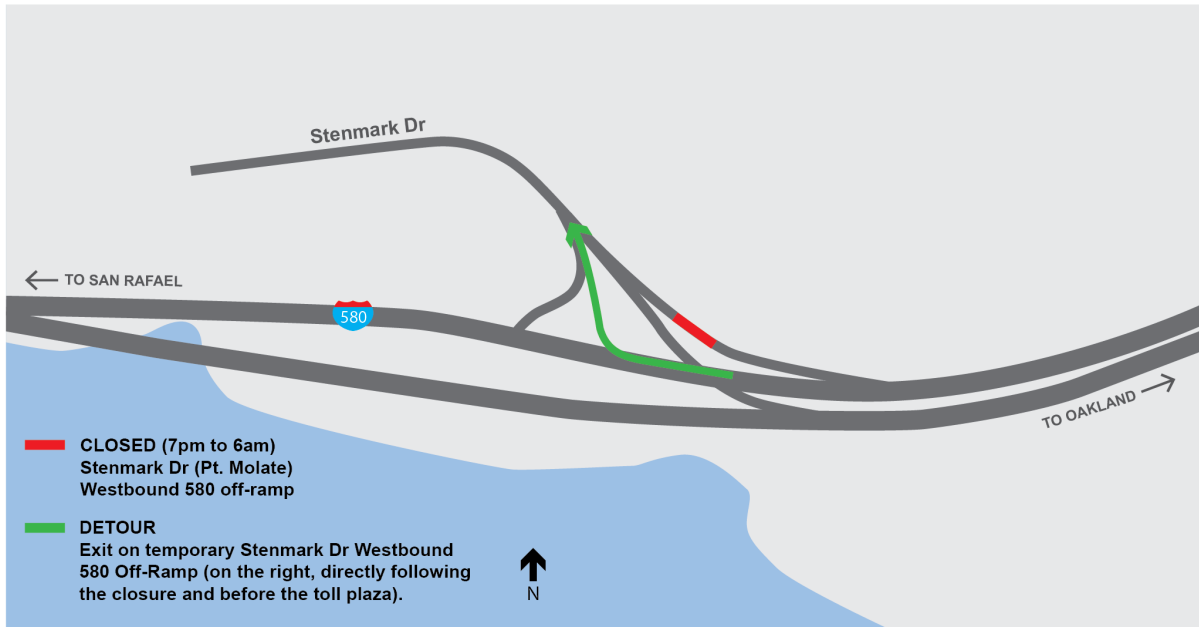 Stenmark Dr
TO SAN RAFAEL
580
TO OAKLAND
CLOSED (7pm to 6am)
Stenmark Dr (Pt. Molate)
Westbound 580 off-ramp
DETOUR
Exit on temporary Stenmark Dr Westbound
580 Off-Ramp (on the right, directly following
the closure and before the toll plaza).
N